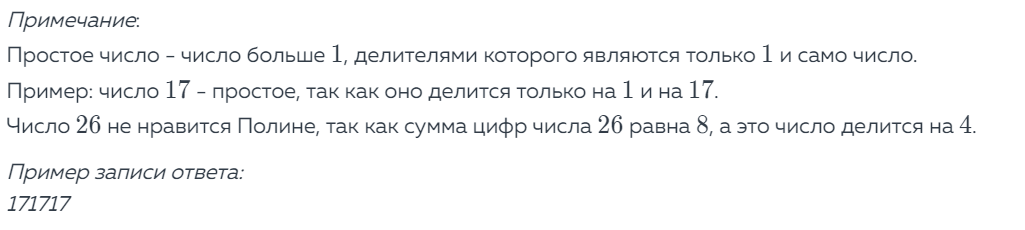 Примечание:
Простое число – число больше 1, делителями которого являются только 1 и само число.
Пример: число 17 – простое, так как оно делится только на 1 и на 17.
Число 26 не нравится Полине, так как сумма цифр числа 26 равна 8, а это число делится на 4.
Пример записи ответа:
171717